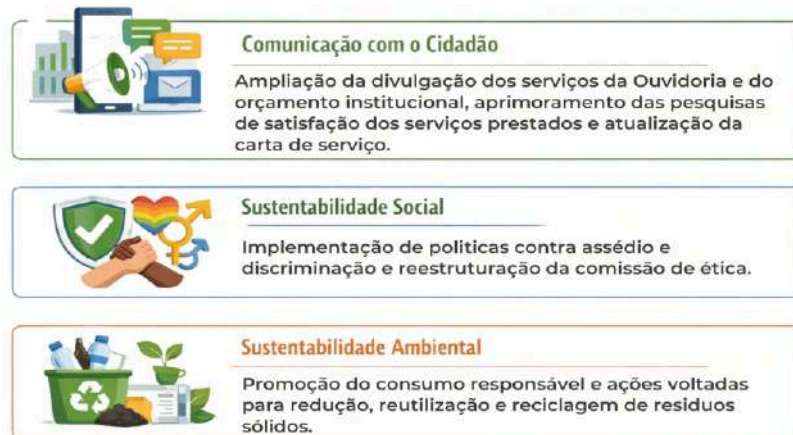 Comunicação com o Cidadão
Ampliação da divulgação dos serviços da Ouvidoria e do
orçamento institucional, aprimoramento das pesquisas
de satisfação dos serviços prestados e atualização da
carta de serviço.
Sustentabilidade Social
Implementação de politicas contra assédio e
discriminação e reestruturação da comissão de ética.
Sustentabilidade Ambiental
Promoção do consumo responsável e ações voltadas
para redução, reutilização e reciclagem de residuos
sólidos.